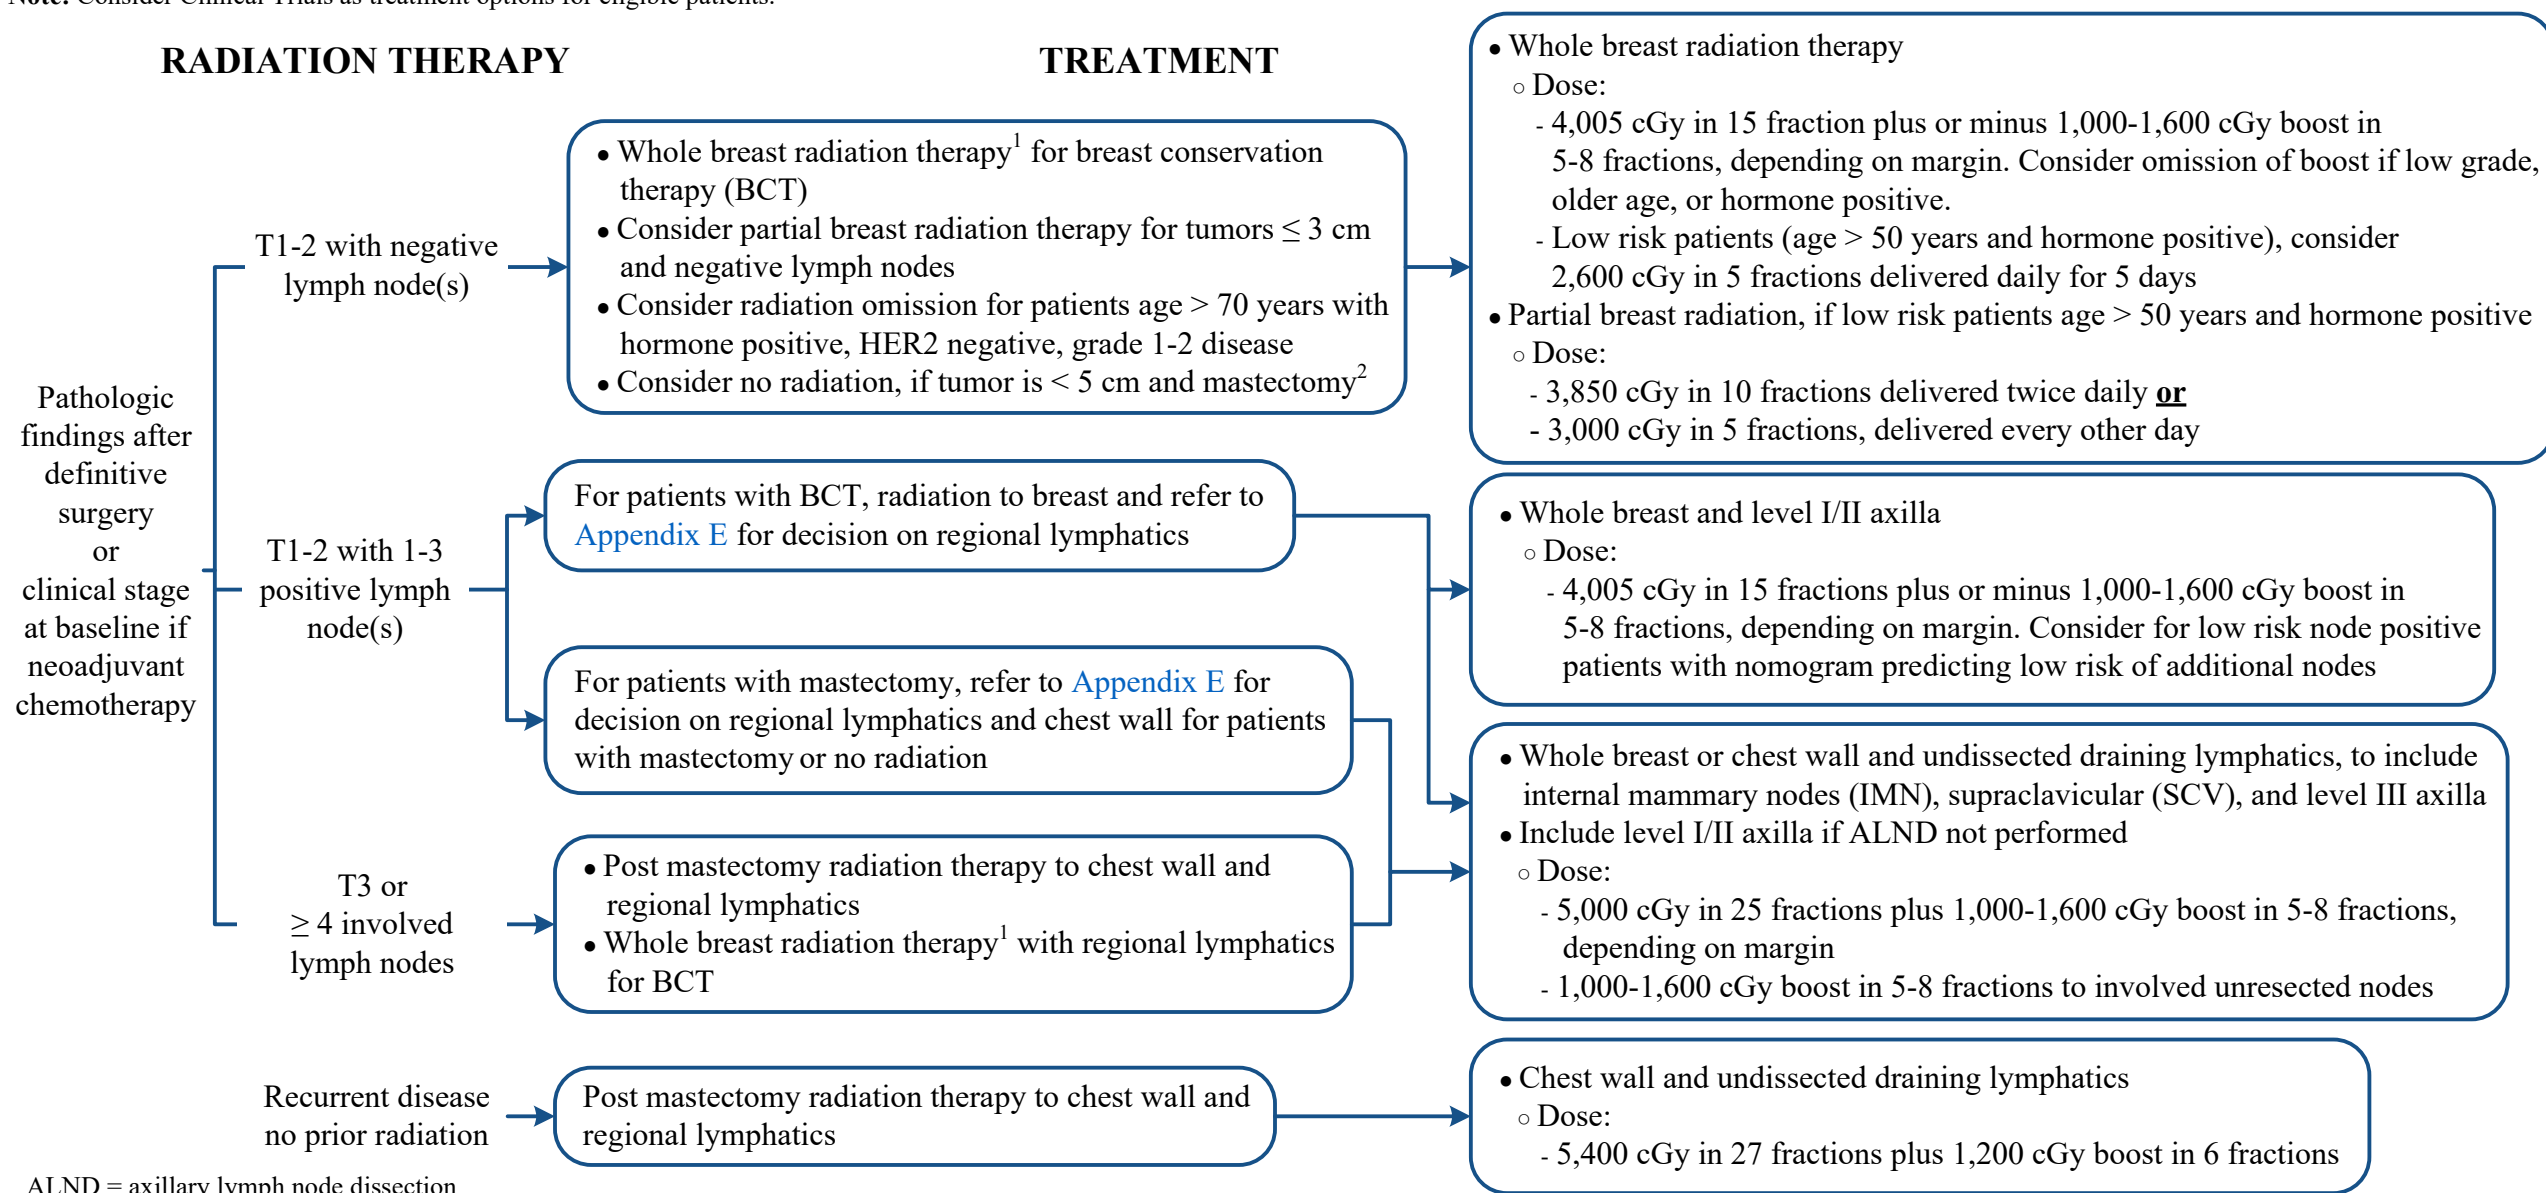 Note: Consider Clinical Trials as treatment options for eligible patients.
RADIATION THERAPY
TREATMENT
Pathologic
findings after
definitive
surgery
or
clinical stage
at baseline if
neoadjuvant
chemotherapy
T1-2 with negative
lymph node(s)
• Whole breast radiation therapy1 for breast conservation
therapy (BCT)
• Consider partial breast radiation therapy for tumors ≤ 3 cm
and negative lymph nodes
• Consider radiation omission for patients age > 70 years with
hormone positive, HER2 negative, grade 1-2 disease
• Consider no radiation, if tumor is < 5 cm and mastectomy2
• Whole breast radiation therapy
○ Dose:
- 4,005 cGy in 15 fraction plus or minus 1,000-1,600 cGy boost in
5-8 fractions, depending on margin. Consider omission of boost if low grade,
older age, or hormone positive.
- Low risk patients (age > 50 years and hormone positive), consider
2,600 cGy in 5 fractions delivered daily for 5 days
• Partial breast radiation, if low risk patients age > 50 years and hormone positive
○ Dose:
- 3,850 cGy in 10 fractions delivered twice daily or
- 3,000 cGy in 5 fractions, delivered every other day
T1-2 with 1-3
positive lymph
node(s)
For patients with BCT, radiation to breast and refer to
Appendix E for decision on regional lymphatics
For patients with mastectomy, refer to Appendix E for
decision on regional lymphatics and chest wall for patients
with mastectomy or no radiation
• Whole breast and level I/II axilla
○ Dose:
- 4,005 cGy in 15 fractions plus or minus 1,000-1,600 cGy boost in
5-8 fractions, depending on margin. Consider for low risk node positive
patients with nomogram predicting low risk of additional nodes
T3 or
≥ 4 involved
lymph nodes
• Post mastectomy radiation therapy to chest wall and
regional lymphatics
• Whole breast radiation therapy1 with regional lymphatics
for BCT
• Whole breast or chest wall and undissected draining lymphatics, to include
internal mammary nodes (IMN), supraclavicular (SCV), and level III axilla
• Include level I/II axilla if ALND not performed
○ Dose:
- 5,000 cGy in 25 fractions plus 1,000-1,600 cGy boost in 5-8 fractions,
depending on margin
- 1,000-1,600 cGy boost in 5-8 fractions to involved unresected nodes
Recurrent disease
no prior radiation
Post mastectomy radiation therapy to chest wall and
regional lymphatics
• Chest wall and undissected draining lymphatics
○ Dose:
- 5,400 cGy in 27 fractions plus 1,200 cGy boost in 6 fractions
ALND = axillary lymph node dissection